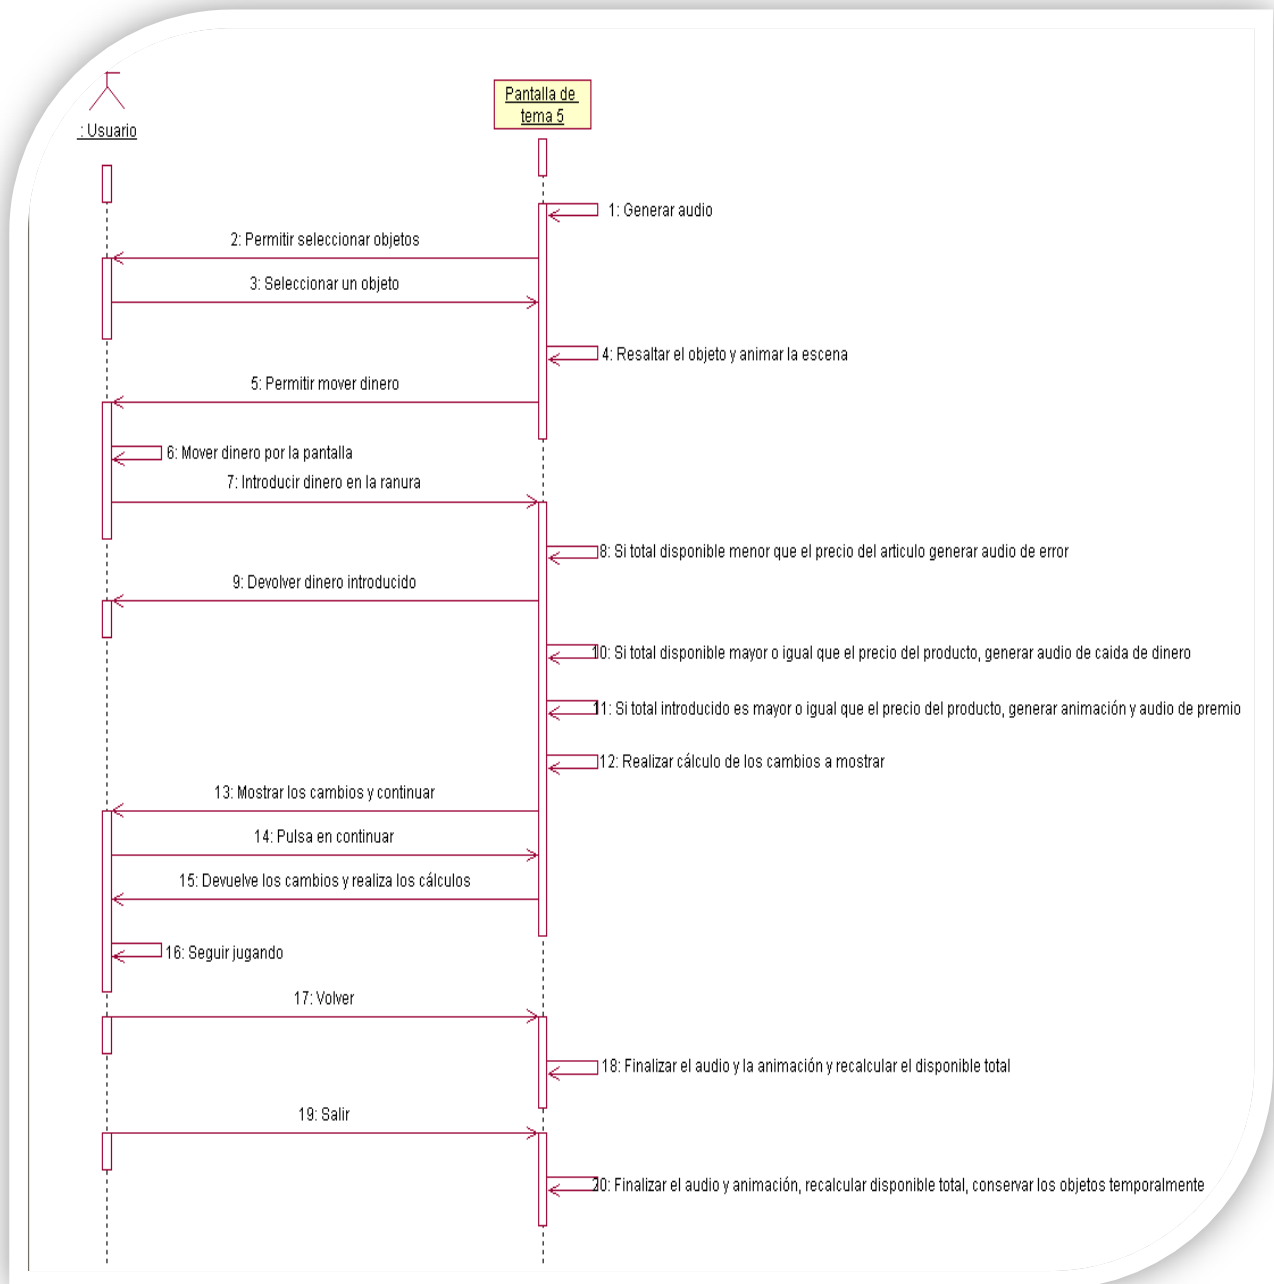 : Usuario
Pantalla de
tema 5
1: Generar audio
2: Permitir seleccionar objetos
3: Seleccionar un objeto
4: Resaltar el objeto y animar la escena
5: Permitir mover dinero
6: Mover dinero por la pantalla
7: Introducir dinero en la ranura
8: Si total disponible menor que el precio del articulo generar audio de error
9: Devolver dinero introducido
10: Si total disponible mayor o igual que el precio del producto, generar audio de caida de dinero
11: Si total introducido es mayor o igual que el precio del producto, generar animación y audio de premio
12: Realizar cálculo de los cambios a mostrar
13: Mostrar los cambios y continuar
14: Pulsa en continuar
15: Devuelve los cambios y realiza los cálculos
16: Seguir jugando
17: Volver
18: Finalizar el audio y la animación y recalcular el disponible total
19: Salir
20: Finalizar el audio y animación, recalcular disponible total, conservar los objetos temporalmente